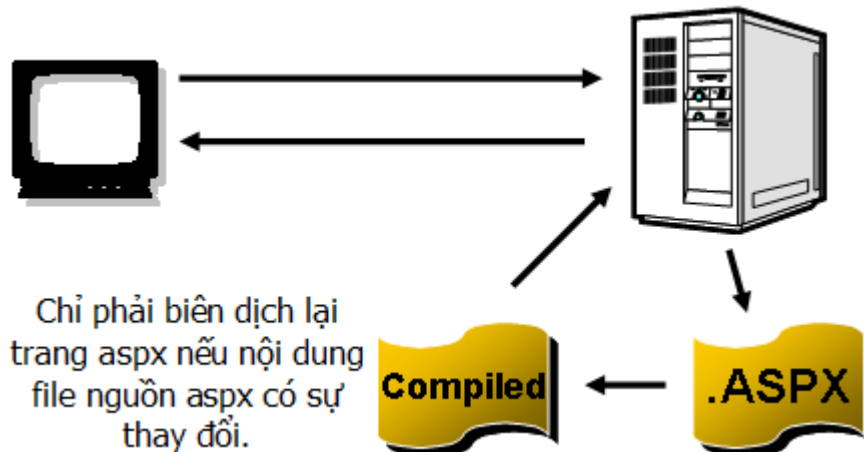 Chỉ phải biên dịch lại
trang aspx nếu nội dung
file nguồn aspx có sự
thay đổi.
Compiled
.ASPX